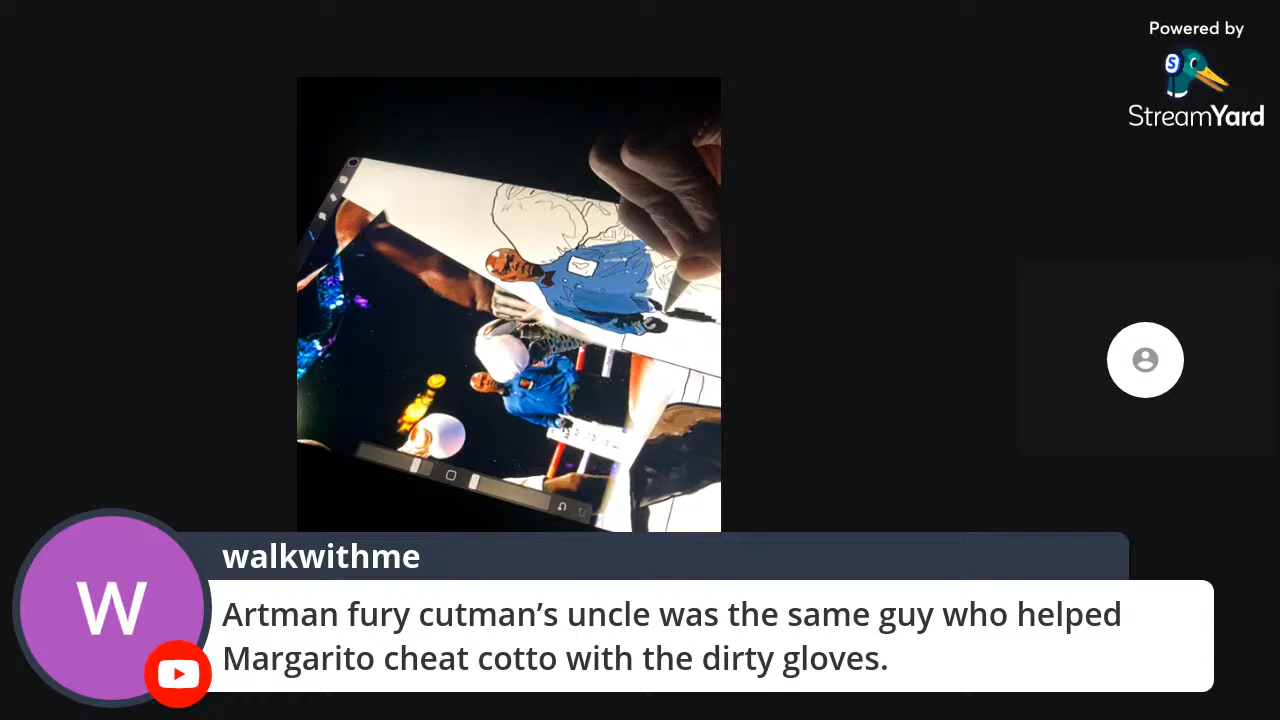 Powered by
S
StreamYard
walkwithme
W
Artman fury cutman’s uncle was the same guy who helped
Margarito cheat cotto with the dirty gloves.